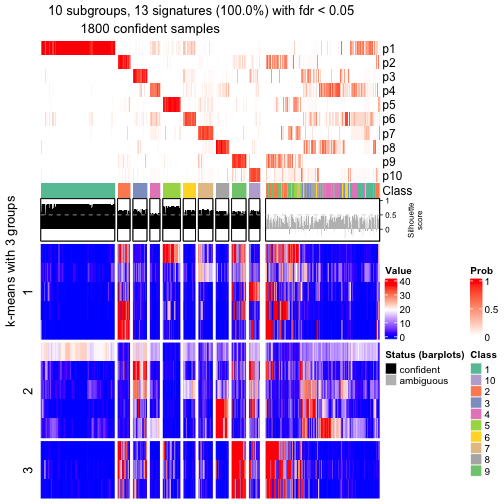 10 subgroups, 13 signatures (100.0%) with fdr < 0.05
1800 confident samples
p1
p2
p3
p4
p5
p6
p7
p8
p9
p10
Class
1
0.5
0
Silhouette
score
k-means with 3 groups
1
2
3
Value
40
30
20
10
0
Prob
1
0.5
0
Status (barplots)
confident
ambiguous
Class
1
10
2
3
4
5
6
7
8
9